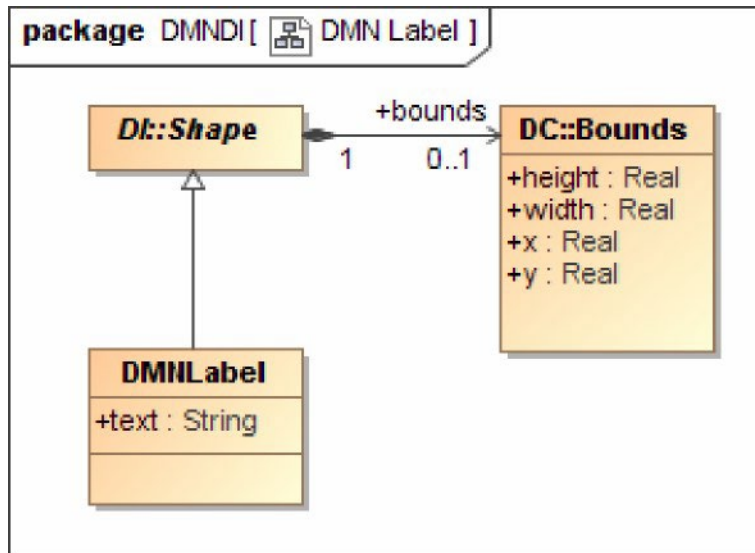 package DMNDI [ DMN Label ]
DI::Shape
+bounds
1
0..1
DC::Bounds
+height : Real
+width : Real
+x : Real
+y : Real
DMNLabel
+text : String